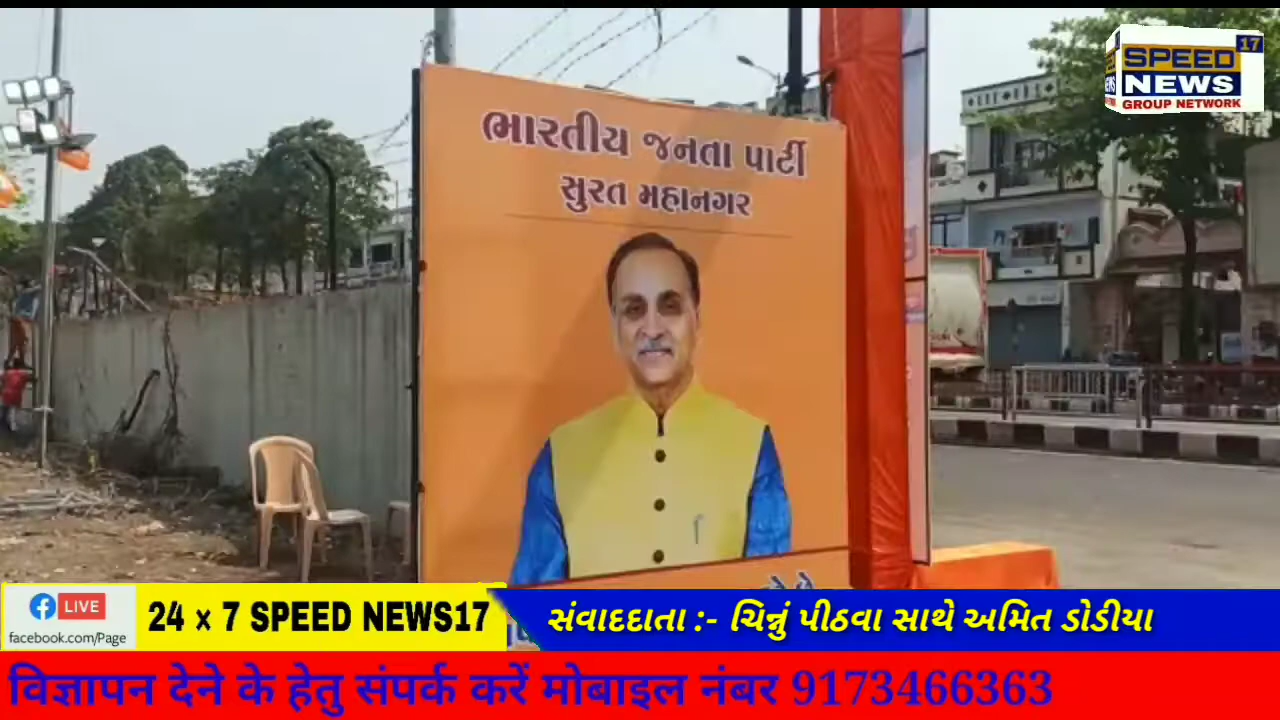 SPEED 17
NEWS
GROUP NETWORK
ભારતીય જનતા પાર્ટી
સુરત મહાનગર
LIVE
facebook.com/Page
24 × 7 SPEED NEWS17
સંવાદદાતા :- ચિન્નું પીઠવા સાથે અમિત ડોડીયા
विज्ञापन देने के हेतु संपर्क करें मोबाइल नंबर 9173466363